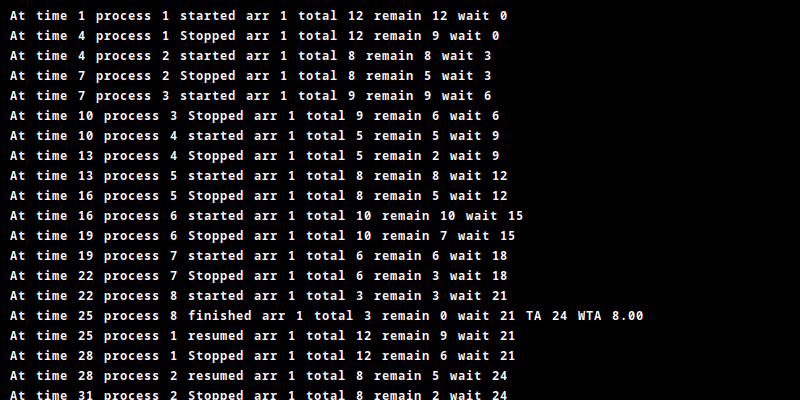 At time 1 process 1 started arr 1 total 12 remain 12 wait 0
At time 4 process 1 Stopped arr 1 total 12 remain 9 wait 0
At time 4 process 2 started arr 1 total 8 remain 8 wait 3
At time 7 process 2 Stopped arr 1 total 8 remain 5 wait 3
At time 7 process 3 started arr 1 total 9 remain 9 wait 6
At time 10 process 3 Stopped arr 1 total 9 remain 6 wait 6
At time 10 process 4 started arr 1 total 5 remain 5 wait 9
At time 13 process 4 Stopped arr 1 total 5 remain 2 wait 9
At time 13 process 5 started arr 1 total 8 remain 8 wait 12
At time 16 process 5 Stopped arr 1 total 8 remain 5 wait 12
At time 16 process 6 started arr 1 total 10 remain 10 wait 15
At time 19 process 6 Stopped arr 1 total 10 remain 7 wait 15
At time 19 process 7 started arr 1 total 6 remain 6 wait 18
At time 22 process 7 Stopped arr 1 total 6 remain 3 wait 18
At time 22 process 8 started arr 1 total 3 remain 3 wait 21
At time 25 process 8 finished arr 1 total 3 remain 0 wait 21 TA 24 WTA 8.00
At time 25 process 1 resumed arr 1 total 12 remain 9 wait 21
At time 28 process 1 Stopped arr 1 total 12 remain 6 wait 21
At time 28 process 2 resumed arr 1 total 8 remain 5 wait 24
At time 31 process 2 Stopped arr 1 total 8 remain 2 wait 24